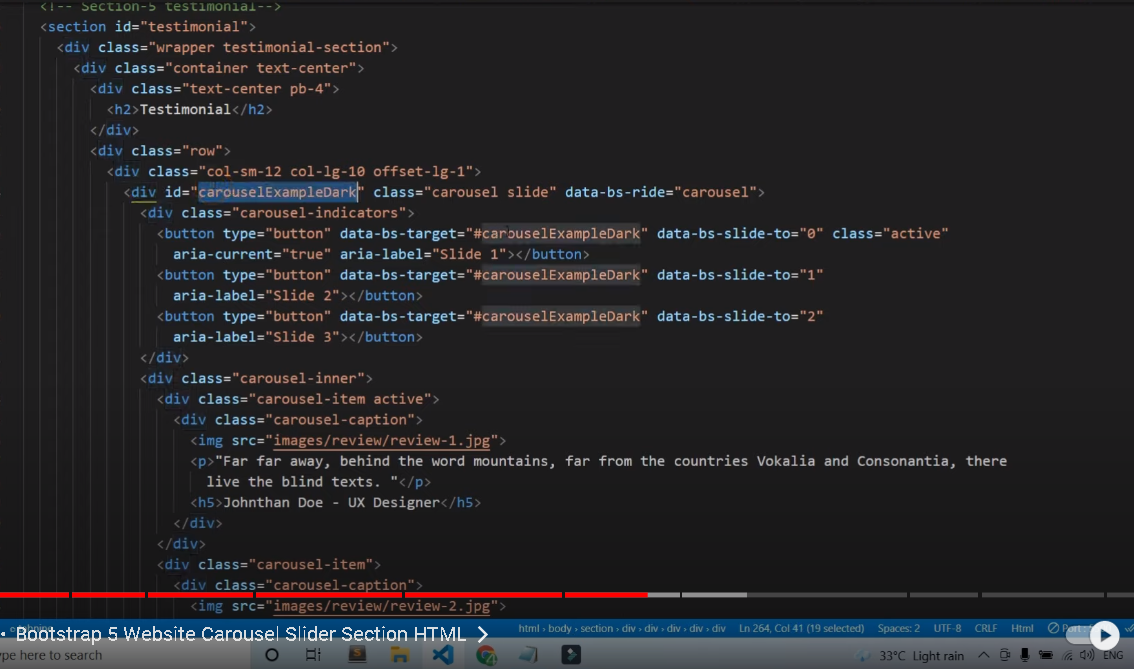 <!-- Section-5 testimonial-->
<section id="testimonial">
<div class="wrapper testimonial-section">
<div class="container text-center">
<div class="text-center pb-4">
<h2>Testimonial</h2>
</div>
<div class="row">
<div class="col-sm-12 col-lg-10 offset-lg-1">
<div id="carouselExampleDark" class="carousel slide" data-bs-ride="carousel">
<div class="carousel-indicators">
<button type="button" data-bs-target="#carouselExampleDark" data-bs-slide-to="0" class="active"
aria-current="true" aria-label="Slide 1"></button>
<button type="button" data-bs-target="#carouselExampleDark" data-bs-slide-to="1"
aria-label="Slide 2"></button>
<button type="button" data-bs-target="#carouselExampleDark" data-bs-slide-to="2"
aria-label="Slide 3"></button>
</div>
<div class="carousel-inner">
<div class="carousel-item active">
<div class="carousel-caption">
<img src="images/review/review-1.jpg">
<p>"Far far away, behind the word mountains, far from the countries Vokalia and Consonantia, there
live the blind texts. "</p>
<h5>Johnthan Doe - UX Designer</h5>
</div>
</div>
<div class="carousel-item">
<div class="carousel-caption">
<img src="images/review/review-2.jpg">
• Bootstrap 5 Website Carousel Slider Section HTML >
html › body › section › div › div › div › div › div Ln 264, Col 41 (19 selected) Spaces: 2 UTF-8 CRLF Html
pe here to search 33°C Light rain ENG